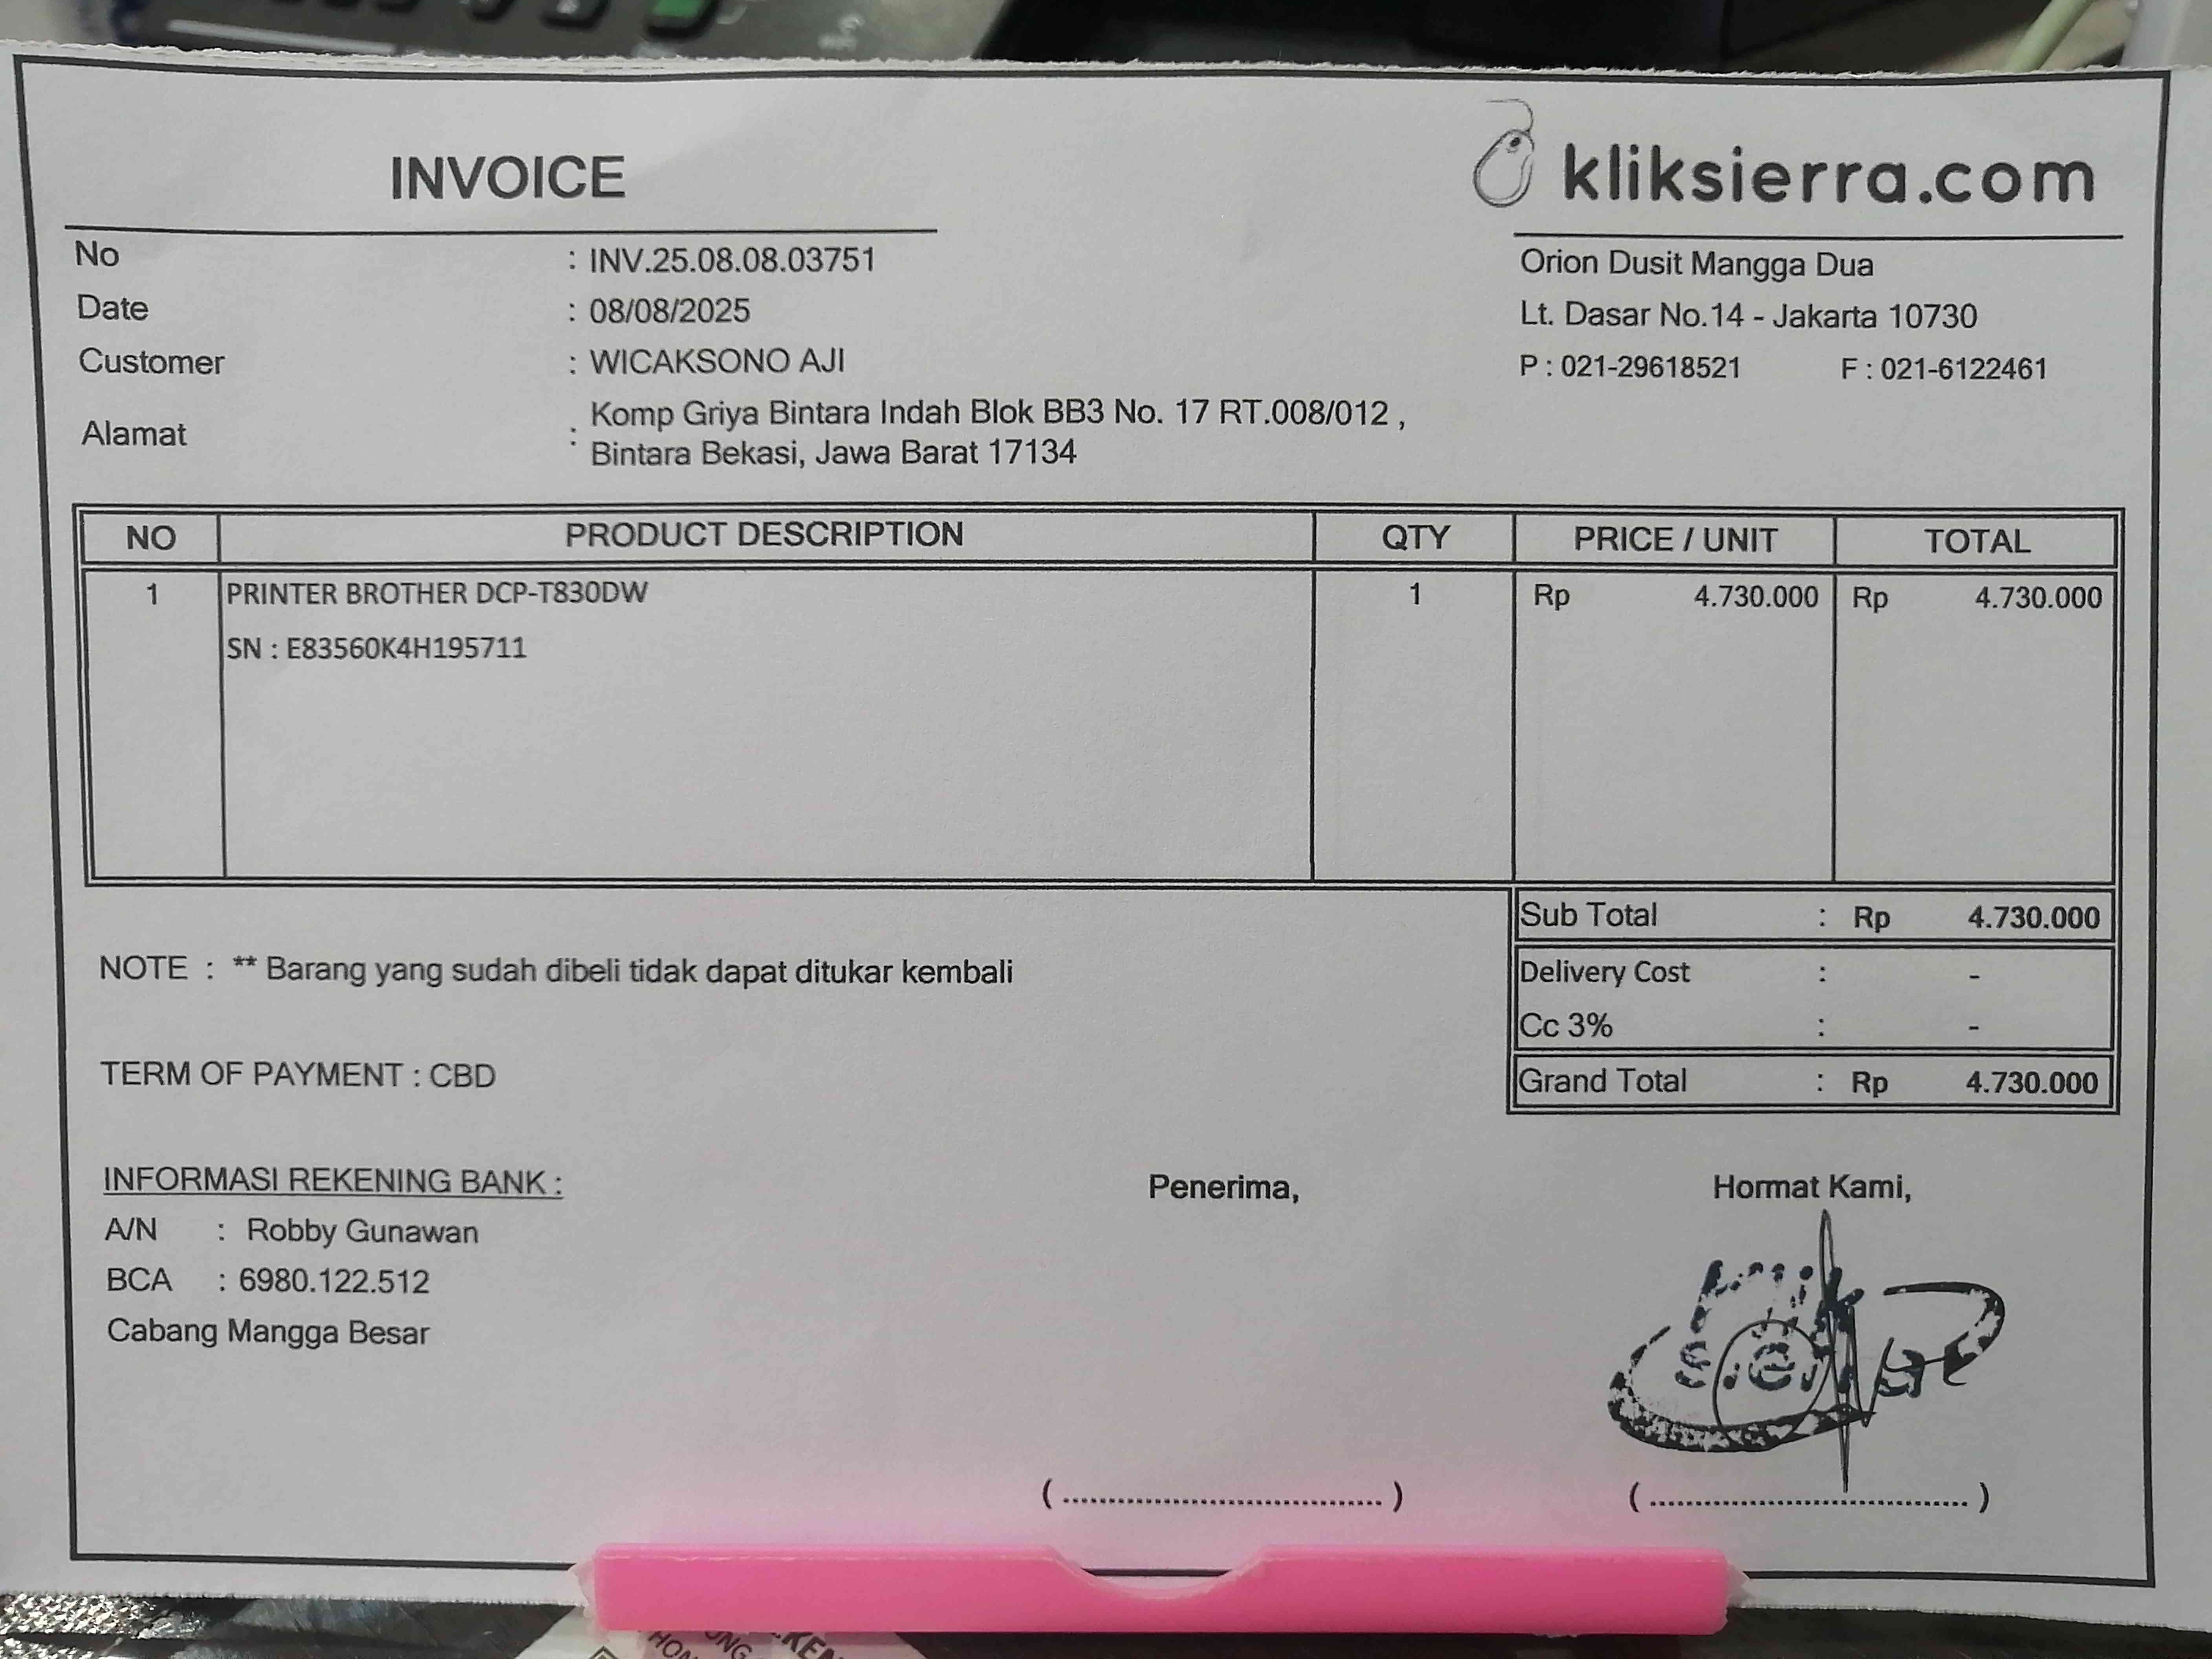 INVOICE
kliksierra.com
No : INV.25.08.08.03751
Date : 08/08/2025
Customer : WICAKSONO AJI
Alamat : Komp Griya Bintara Indah Blok BB3 No. 17 RT.008/012 ,
Bintara Bekasi, Jawa Barat 17134
Orion Dusit Mangga Dua
Lt. Dasar No.14 - Jakarta 10730
P : 021-29618521 F : 021-6122461
NO PRODUCT DESCRIPTION QTY PRICE / UNIT TOTAL
1 PRINTER BROTHER DCP-T830DW 1 Rp 4.730.000 Rp 4.730.000
SN : E83560K4H195711
Sub Total : Rp 4.730.000
Delivery Cost : -
Cc 3% : -
Grand Total : Rp 4.730.000
NOTE : ** Barang yang sudah dibeli tidak dapat ditukar kembali
TERM OF PAYMENT : CBD
INFORMASI REKENING BANK :
A/N : Robby Gunawan
BCA : 6980.122.512
Cabang Mangga Besar
Penerima,
(................................)
Hormat Kami,
klik
sierra
(................................)